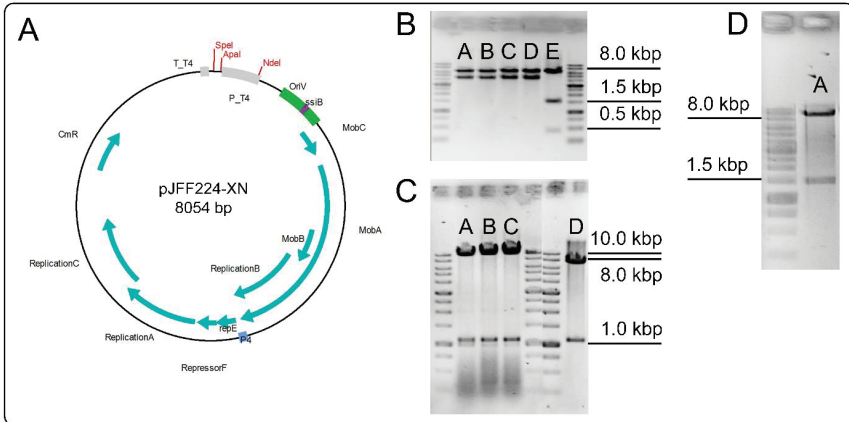 A
SpeI
ApaI
NdeI
T_T4
P_T4
OriV
ssiB
MobC
CmR
pJFF224-XN
8054 bp
MobA
MobB
ReplicationB
ReplicationC
repE
P4
ReplicationA
RepressorF
B
A B C D E
8.0 kbp
1.5 kbp
0.5 kbp
C
A B C D
10.0 kbp
8.0 kbp
1.0 kbp
D
A
8.0 kbp
1.5 kbp